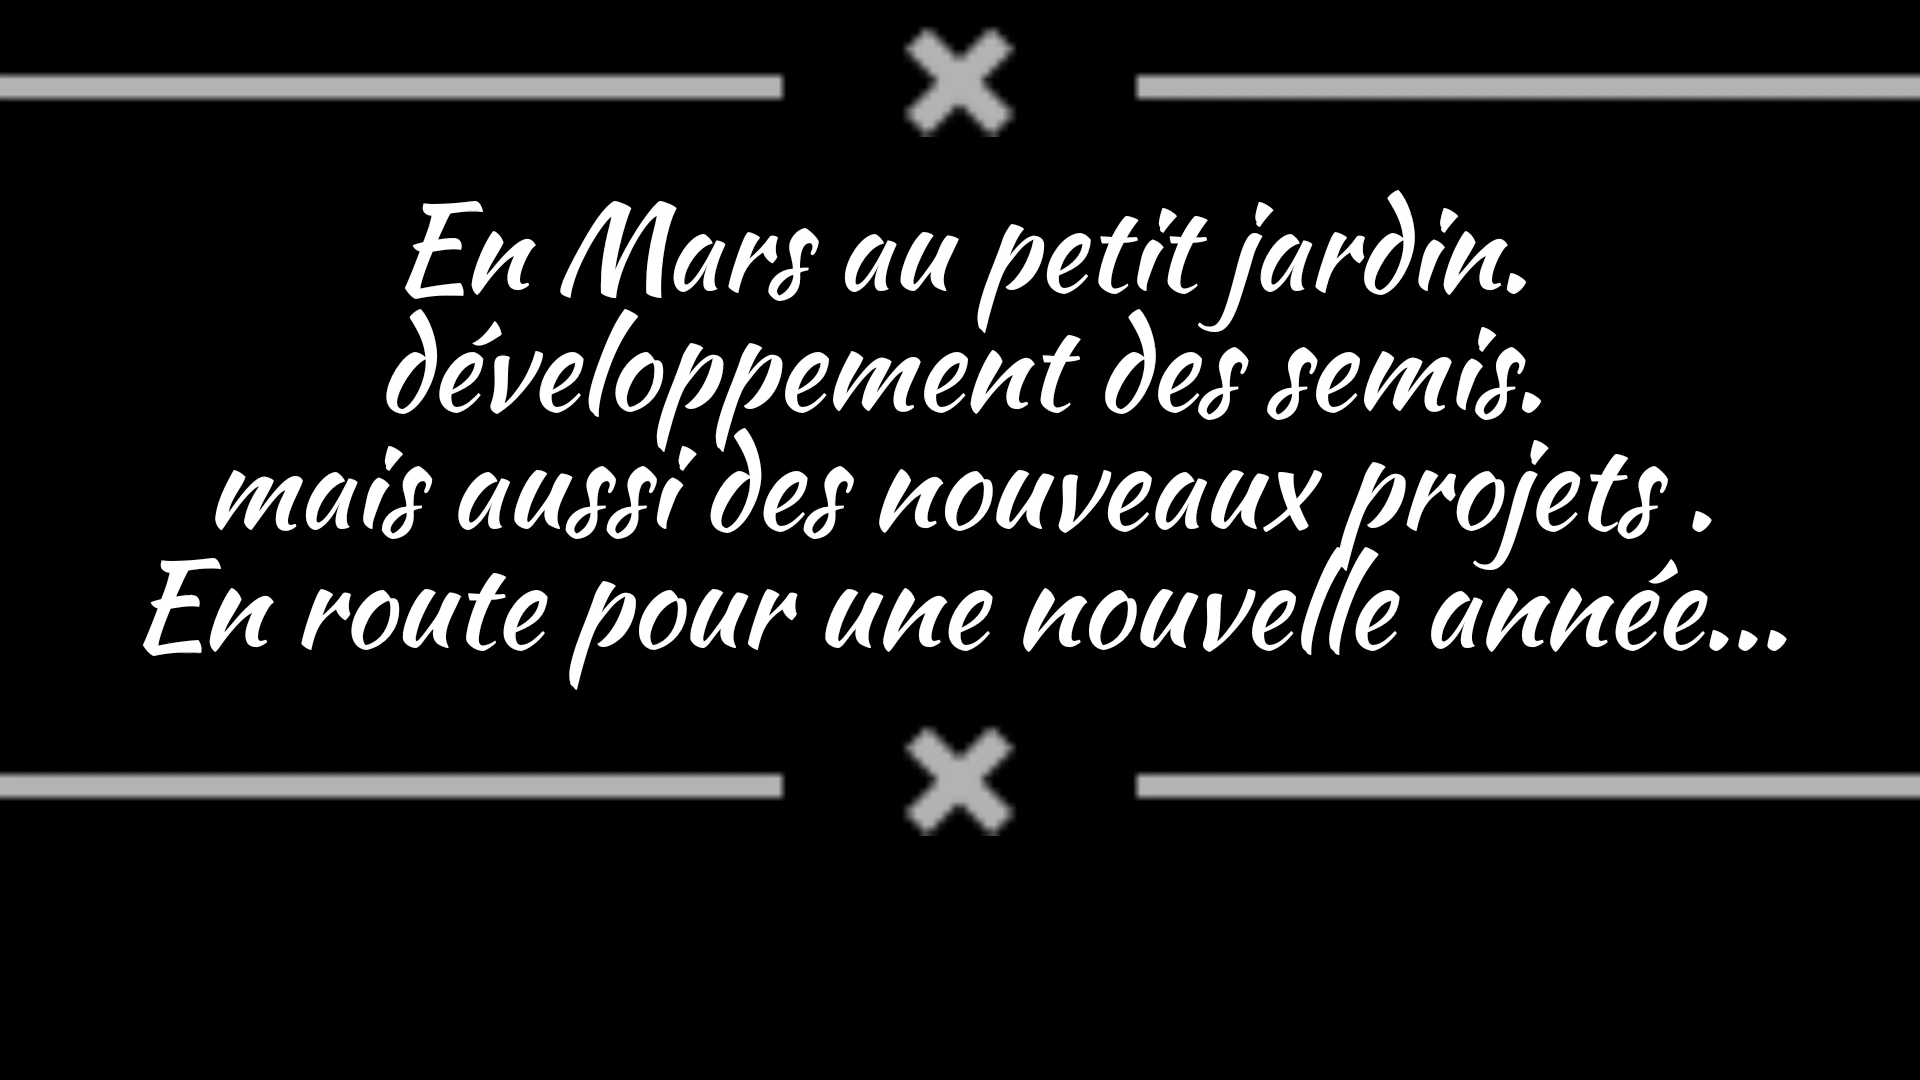 En Mars au petit jardin.
développement des semis.
mais aussi des nouveaux projets .
En route pour une nouvelle année...